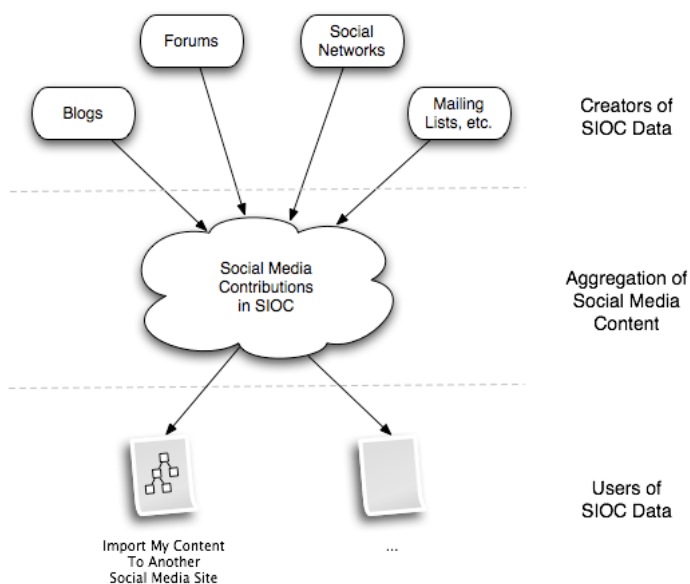 Forums
Social
Networks
Blogs
Mailing
Lists, etc.
Creators of
SIOC Data
Social Media
Contributions
in SIOC
Aggregation of
Social Media
Content
Users of
SIOC Data
Import My Content
To Another
Social Media Site
...